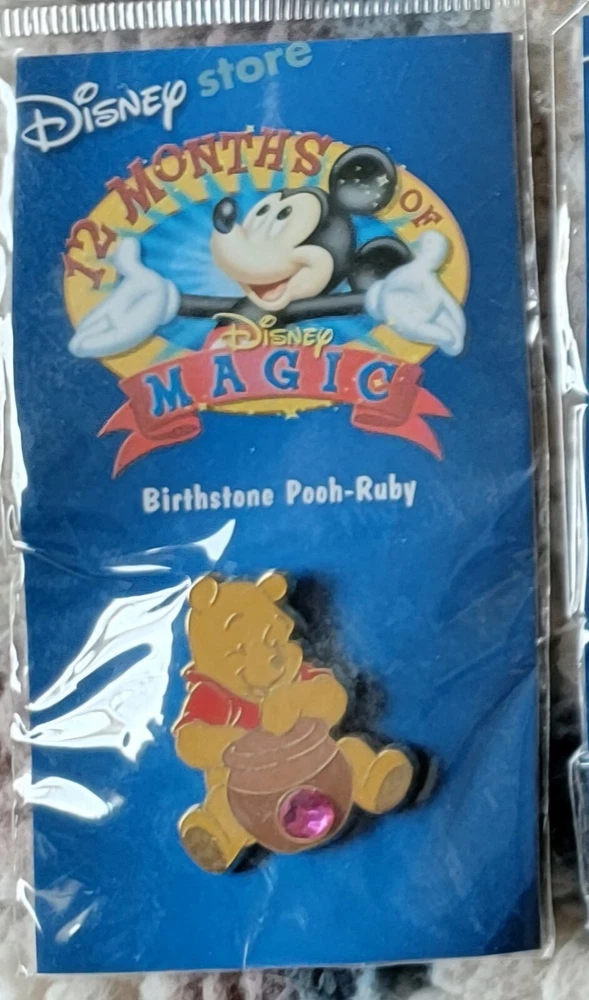 Disney store
12 MONTHS OF
Disney
MAGIC
Birthstone Pooh-Ruby